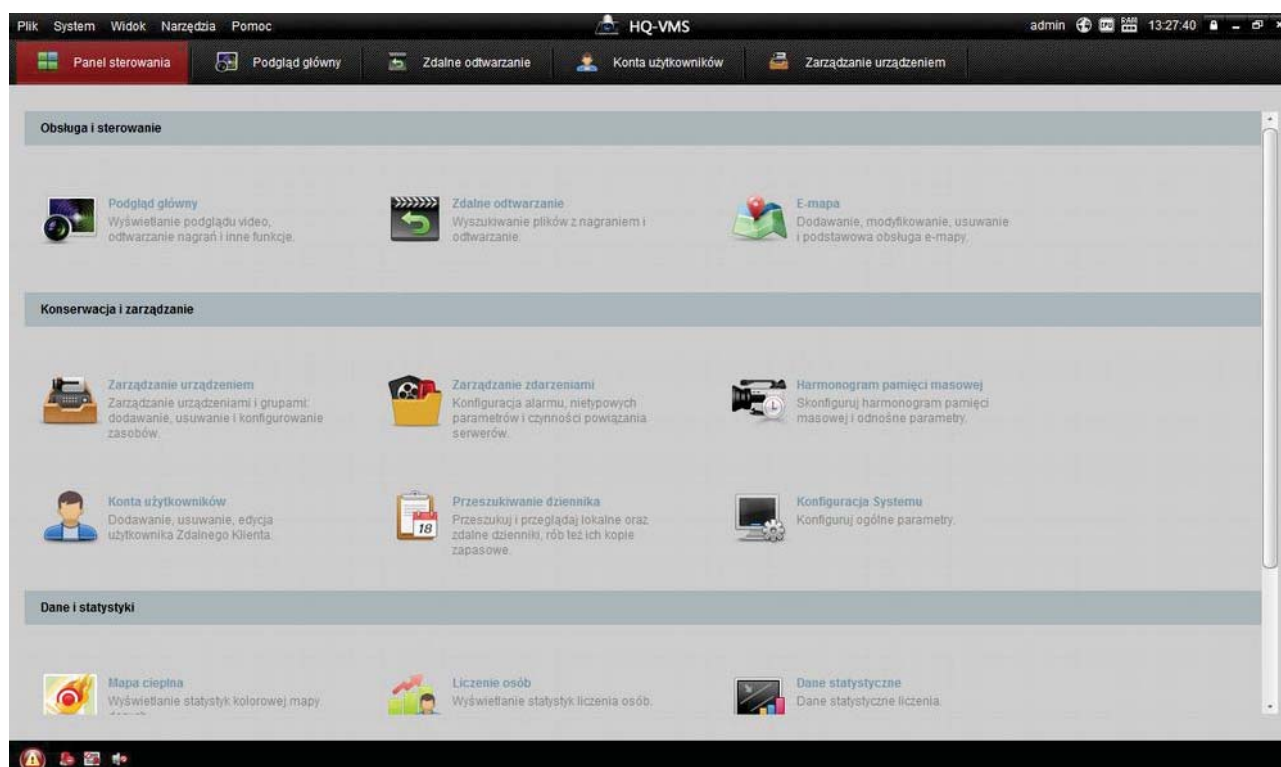 Plik System Widok Narzędzia Pomoc HQ-VMS admin CPU RAM 13:27:40
Panel sterowania Podgląd główny Zdalne odtwarzanie Konta użytkowników Zarządzanie urządzeniem
Obsługa i sterowanie
Podgląd główny
Wyświetlanie podglądu video,
odtwarzanie nagrań i inne funkcje.
Zdalne odtwarzanie
Wyszukiwanie plików z nagraniem i
odtwarzanie.
E-mapa
Dodawanie, modyfikowanie, usuwanie
i podstawowa obsługa e-mapy.
Konserwacja i zarządzanie
Zarządzanie urządzeniem
Zarządzanie urządzeniami i grupami:
dodawanie, usuwanie i konfigurowanie
zasobów.
Zarządzanie zdarzeniami
Konfiguracja alarmu, nietypowych
parametrów i czynności powiązania
serwerów.
Harmonogram pamięci masowej
Skonfiguruj harmonogram pamięci
masowej i odnośne parametry.
Konta użytkowników
Dodawanie, usuwanie, edycja
użytkownika Zdalnego Klienta.
18
Przeszukiwanie dziennika
Przeszukuj i przeglądaj lokalne oraz
zdalne dzienniki, rób też ich kopie
zapasowe.
Konfiguracja Systemu
Konfiguruj ogólne parametry.
Dane i statystyki
Mapa cieplna
Wyświetlanie statystyk kolorowej mapy
Liczenie osób
Wyświetlanie statystyk liczenia osób.
Dane statystyczne
Dane statystyczne liczenia.